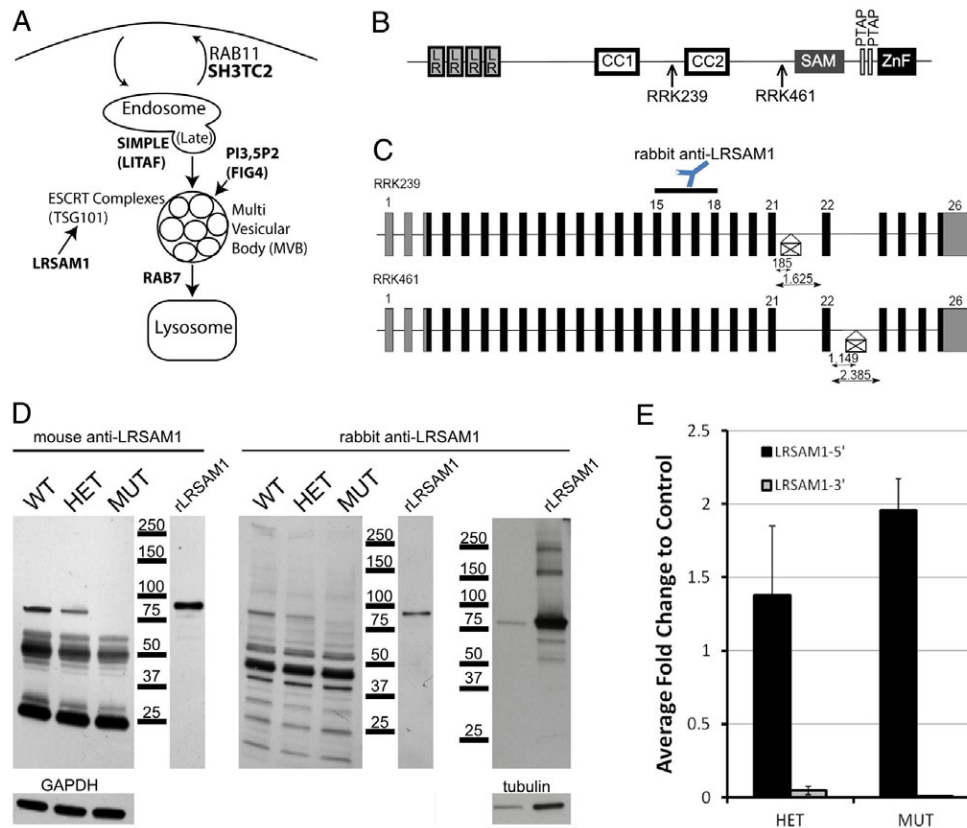 A
RAB11
SH3TC2
Endosome
(Late)
SIMPLE
(LITAF)
PI3,5P2
(FIG4)
ESCRT Complexes
(TSG101)
Multi
Vesicular
Body (MVB)
LRSAM1
RAB7
Lysosome
B
LR LR LR LR
CC1
CC2
SAM
PTAP
PTAP
ZnF
RRK239
RRK461
C
rabbit anti-LRSAM1
RRK239
1
15
18
21
22
26
185
1.625
RRK461
1
21
22
26
1.149
2.385
D
mouse anti-LRSAM1
rabbit anti-LRSAM1
WT
HET
MUT
rLRSAM1
WT
HET
MUT
rLRSAM1
rLRSAM1
250
150
100
75
50
37
25
250
150
100
75
50
37
25
250
150
100
75
50
37
25
GAPDH
tubulin
E
Average Fold Change to Control
2.5
2
1.5
1
0.5
0
LRSAM1-5'
LRSAM1-3'
HET
MUT